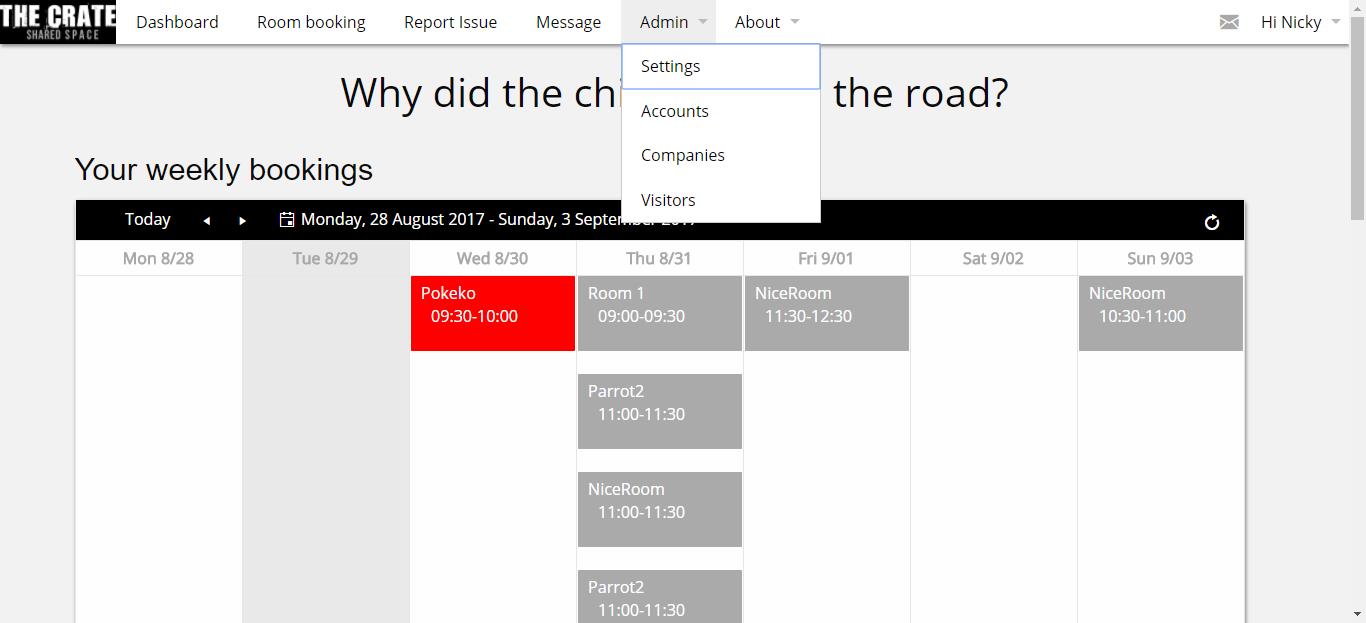 THE CRATE
SHARED SPACE
Dashboard Room booking Report Issue Message Admin About Hi Nicky
Settings
Accounts
Companies
Visitors
Why did the the road?
Your weekly bookings
Today Monday, 28 August 2017 - Sunday, 3 September 2017
Mon 8/28 Tue 8/29 Wed 8/30 Thu 8/31 Fri 9/01 Sat 9/02 Sun 9/03
Pokeko Room 1 NiceRoom NiceRoom
09:30-10:00 09:00-09:30 11:30-12:30 10:30-11:00
Parrot2
11:00-11:30
NiceRoom
11:00-11:30
Parrot2
11:00-11:30